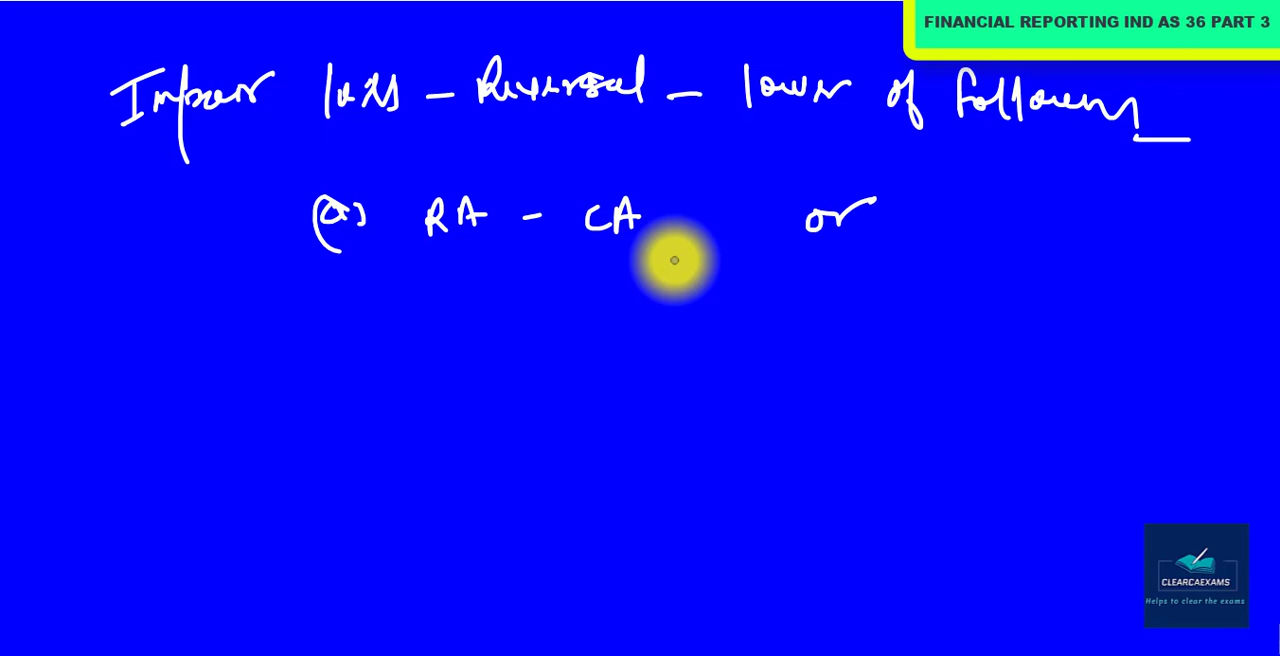 FINANCIAL REPORTING IND AS 36 PART 3
Impair loss - Reversal - lower of following
(a) RA - CA or
CLEARCAEXAMS
Helps to clear the exams